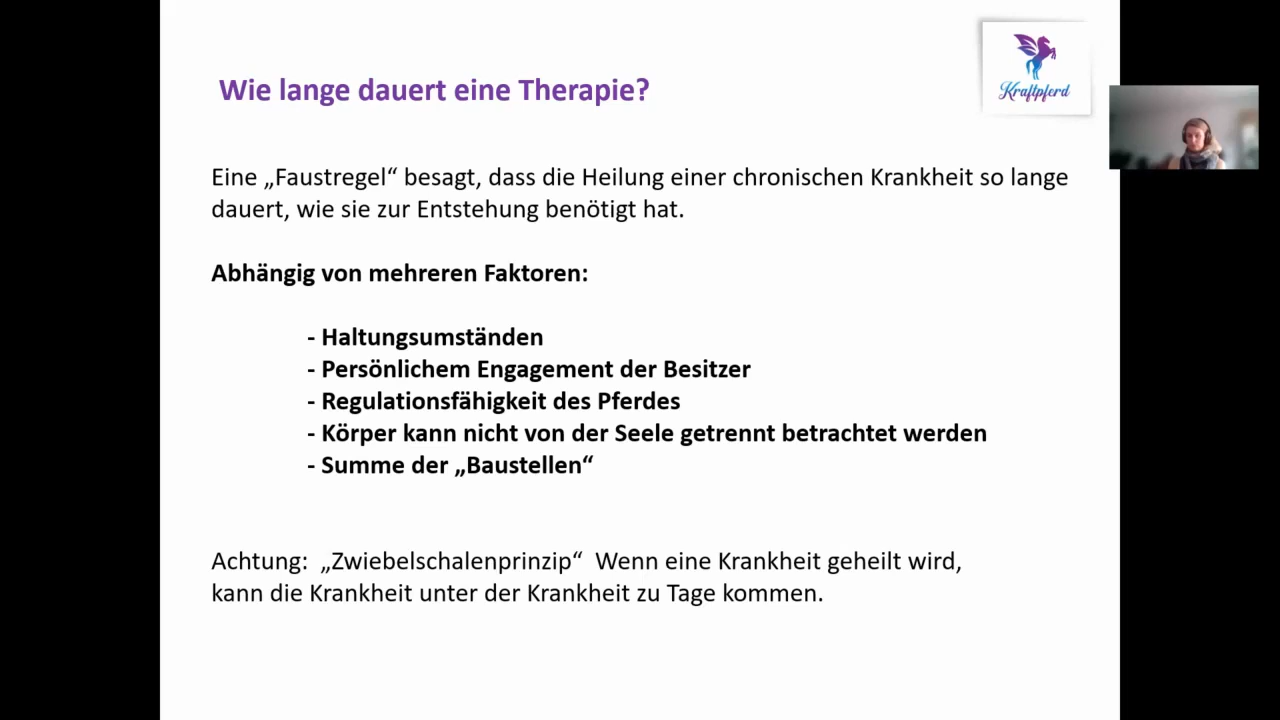 Wie lange dauert eine Therapie?
Kraftpferd
Eine „Faustregel“ besagt, dass die Heilung einer chronischen Krankheit so lange
dauert, wie sie zur Entstehung benötigt hat.
Abhängig von mehreren Faktoren:
- Haltungsumständen
- Persönlichem Engagement der Besitzer
- Regulationsfähigkeit des Pferdes
- Körper kann nicht von der Seele getrennt betrachtet werden
- Summe der „Baustellen“
Achtung: „Zwiebelschalenprinzip“ Wenn eine Krankheit geheilt wird,
kann die Krankheit unter der Krankheit zu Tage kommen.